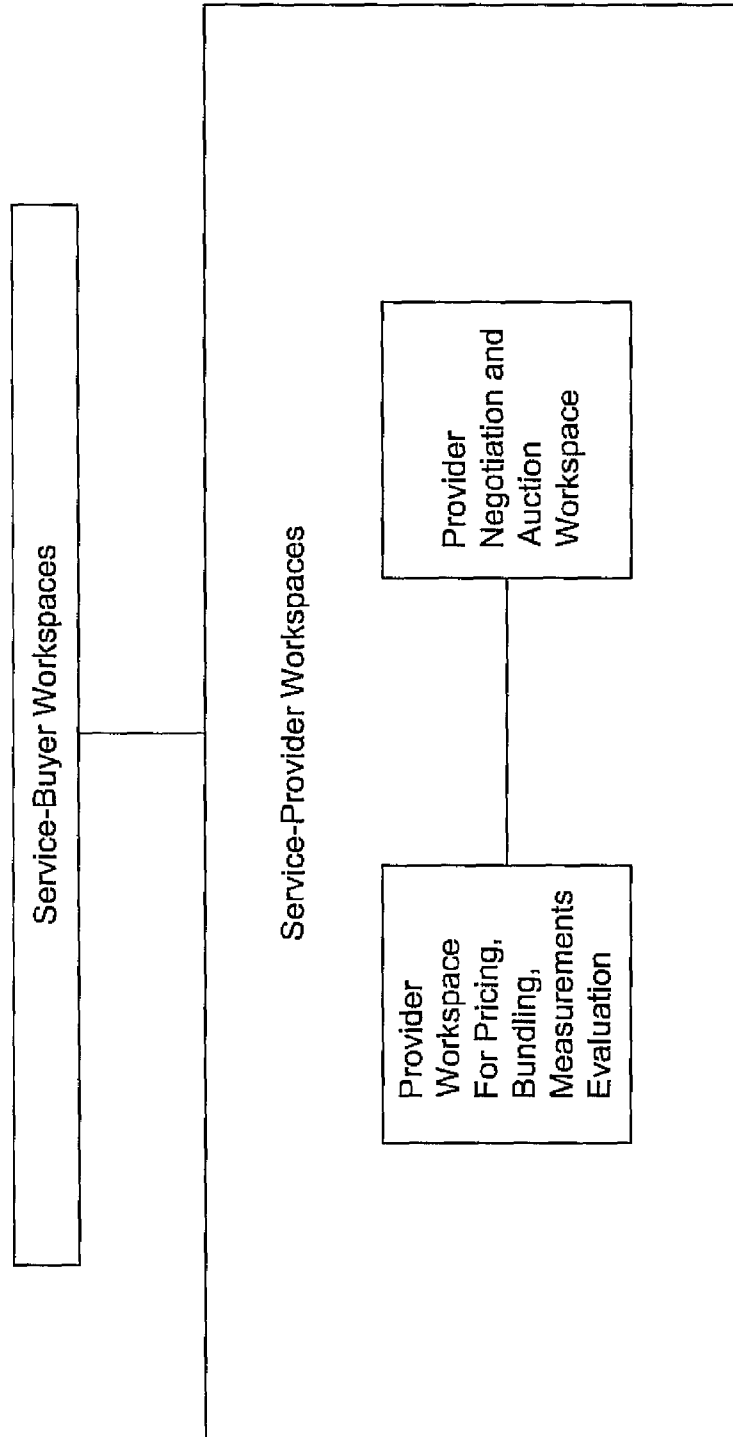 Service-Buyer Workspaces
Service-Provider Workspaces
Provider
Workspace
For Pricing,
Bundling,
Measurements
Evaluation
Provider
Negotiation and
Auction
Workspace